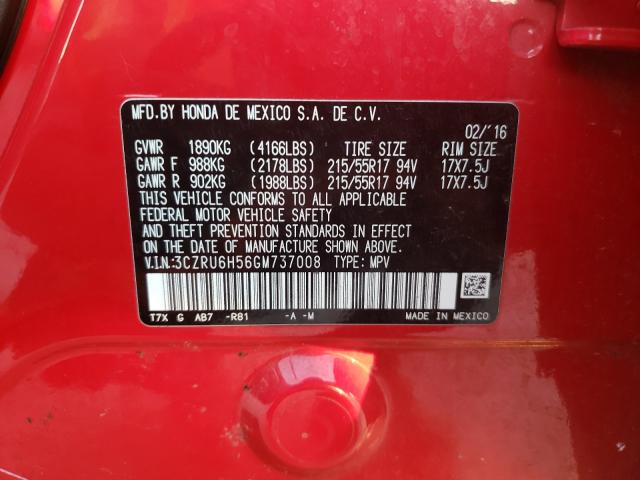 MFD.BY HONDA DE MEXICO S.A. DE C.V.
02/'16
GVWR 1890KG (4166LBS) TIRE SIZE RIM SIZE
GAWR F 988KG (2178LBS) 215/55R17 94V 17X7.5J
GAWR R 902KG (1988LBS) 215/55R17 94V 17X7.5J
THIS VEHICLE CONFORMS TO ALL APPLICABLE
FEDERAL MOTOR VEHICLE SAFETY
AND THEFT PREVENTION STANDARDS IN EFFECT
ON THE DATE OF MANUFACTURE SHOWN ABOVE.
V.I.N.:3CZRU6H56GM737008 TYPE: MPV
T7X G AB7 -R81 -A -M MADE IN MEXICO